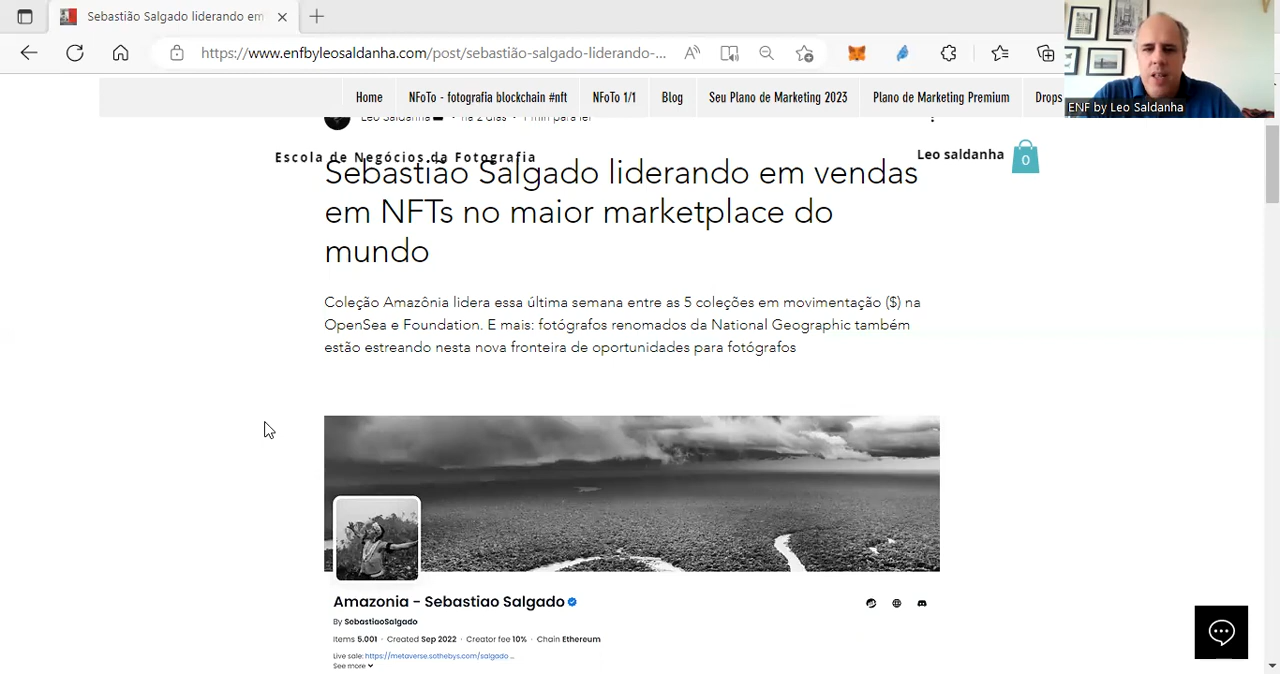 Sebastião Salgado liderando em
https://www.enfbyleosaldanha.com/post/sebastião-salgado-liderando-...
ENF by Leo Saldanha
Home
NFoTo - fotografia blockchain #nft
NFoTo 1/1
Blog
Seu Plano de Marketing 2023
Plano de Marketing Premium
Drops
Leo Saldanha
há 2 dias · 1 min para ler
Escola de Negócios da Fotografia
Leo saldanha
0
Sebastião Salgado liderando em vendas
em NFTs no maior marketplace do
mundo
Coleção Amazônia lidera essa última semana entre as 5 coleções em movimentação ($) na
OpenSea e Foundation. E mais: fotógrafos renomados da National Geographic também
estão estreando nesta nova fronteira de oportunidades para fotógrafos
Amazonia - Sebastiao Salgado
By SebastiaoSalgado
Items 5.001 · Created Sep 2022 · Creator fee 10% · Chain Ethereum
Live sale: https://metaverse.sothebys.com/salgado ...
See more